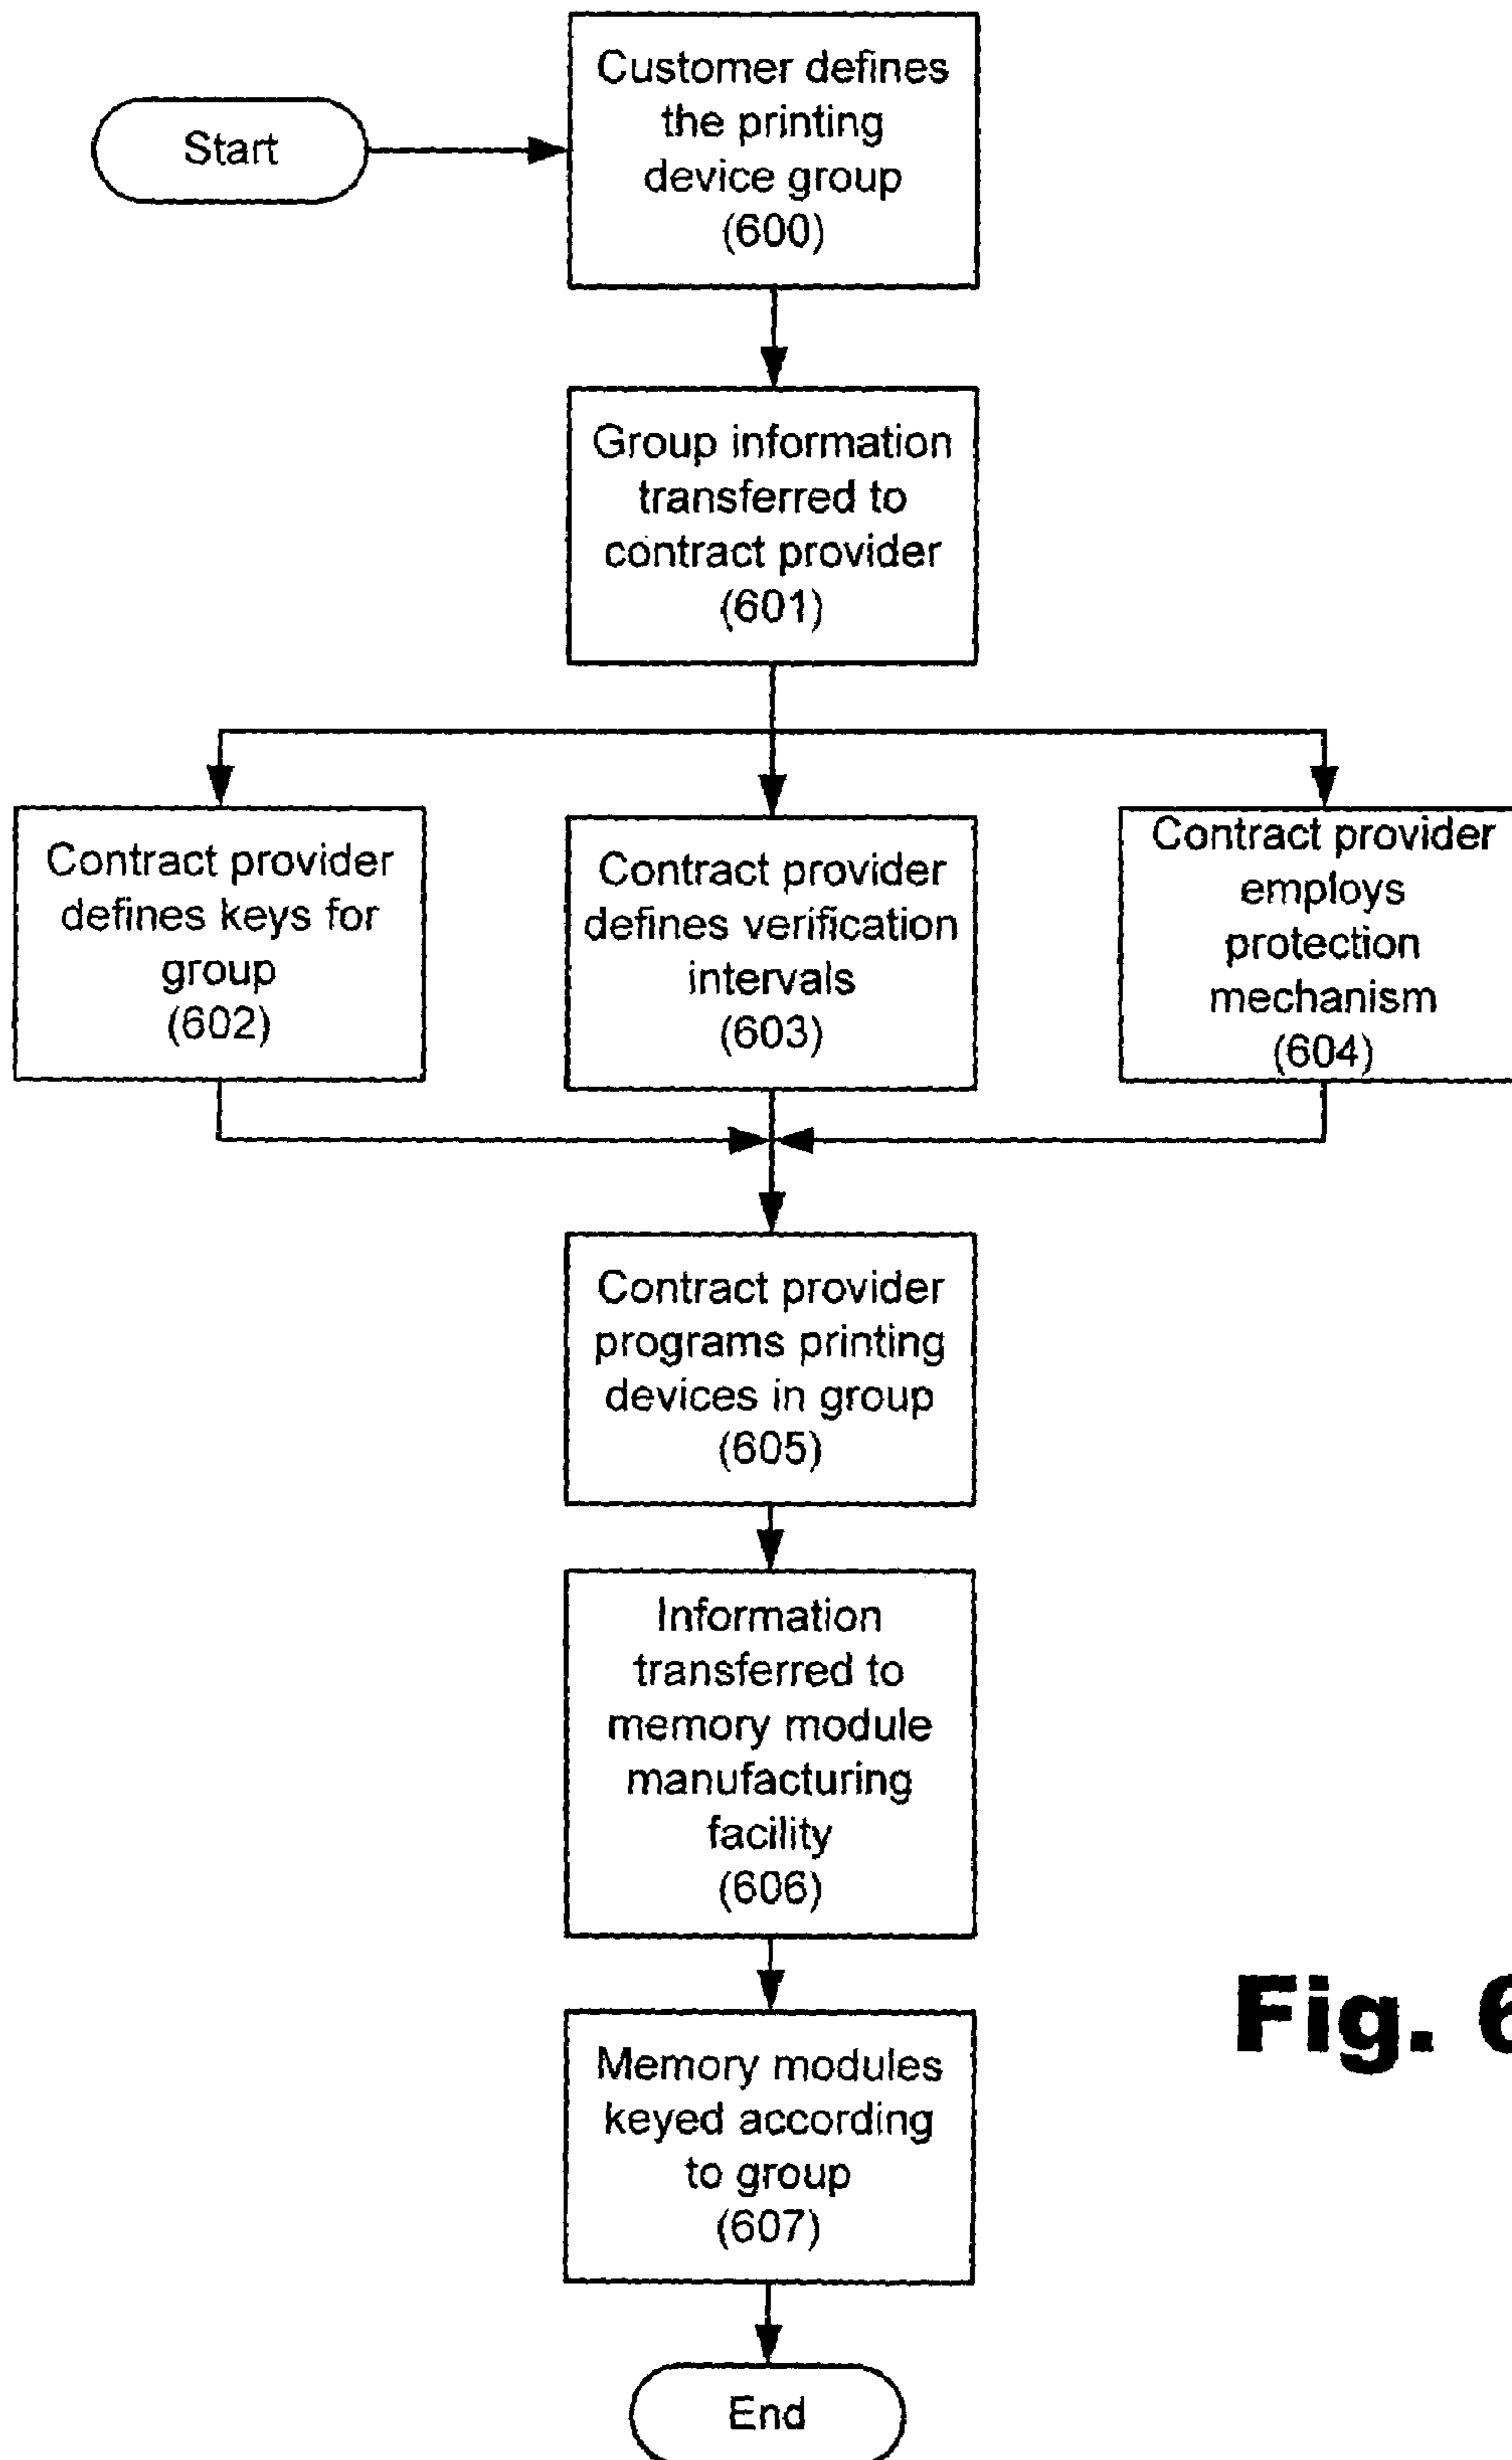 Start
Customer defines
the printing
device group
(600)
Group information
transferred to
contract provider
(601)
Contract provider
defines keys for
group
(602)
Contract provider
defines verification
intervals
(603)
Contract provider
employs
protection
mechanism
(604)
Contract provider
programs printing
devices in group
(605)
Information
transferred to
memory module
manufacturing
facility
(606)
Memory modules
keyed according
to group
(607)
End
Fig. 6